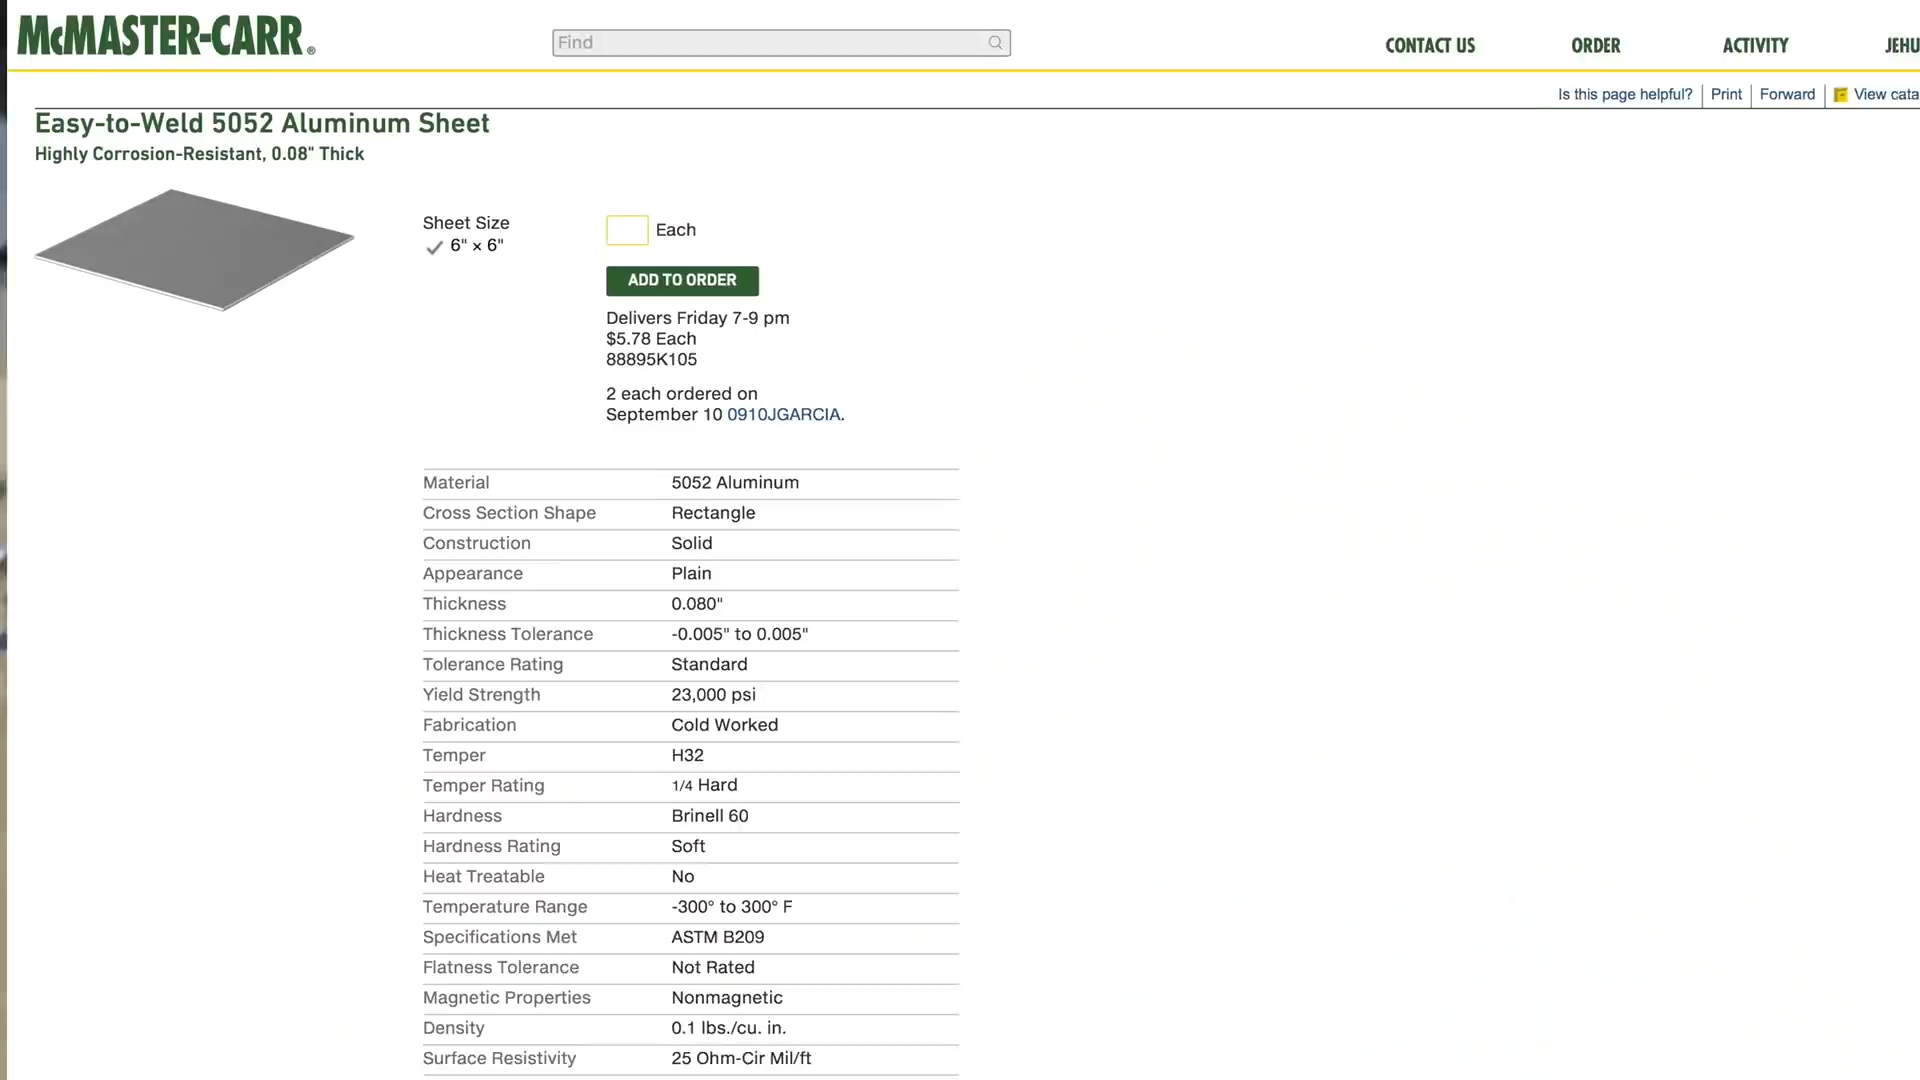 McMASTER-CARR®
Find
CONTACT US
ORDER
ACTIVITY
JEHU
Is this page helpful?
Print
Forward
View cata
Easy-to-Weld 5052 Aluminum Sheet
Highly Corrosion-Resistant, 0.08" Thick
Sheet Size
6" × 6"
Each
ADD TO ORDER
Delivers Friday 7-9 pm
$5.78 Each
88895K105
2 each ordered on
September 10 0910JGARCIA.
Material 5052 Aluminum
Cross Section Shape Rectangle
Construction Solid
Appearance Plain
Thickness 0.080"
Thickness Tolerance -0.005" to 0.005"
Tolerance Rating Standard
Yield Strength 23,000 psi
Fabrication Cold Worked
Temper H32
Temper Rating 1/4 Hard
Hardness Brinell 60
Hardness Rating Soft
Heat Treatable No
Temperature Range -300° to 300° F
Specifications Met ASTM B209
Flatness Tolerance Not Rated
Magnetic Properties Nonmagnetic
Density 0.1 lbs./cu. in.
Surface Resistivity 25 Ohm-Cir Mil/ft